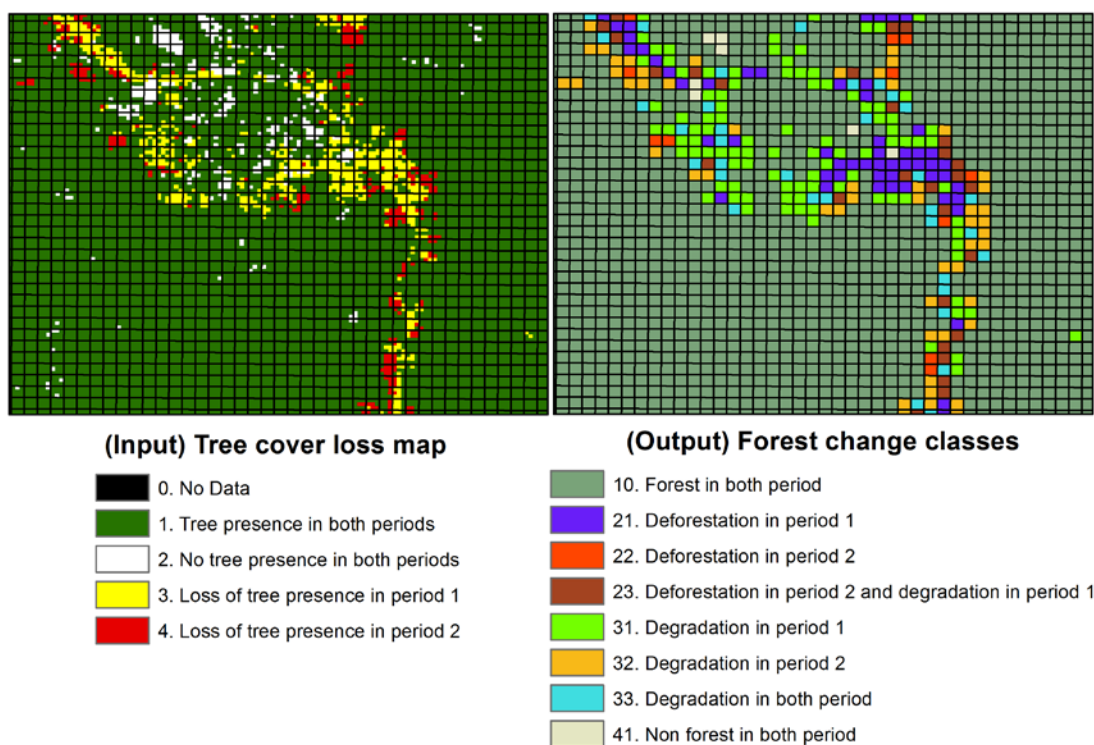 (Input) Tree cover loss map
0. No Data
1. Tree presence in both periods
2. No tree presence in both periods
3. Loss of tree presence in period 1
4. Loss of tree presence in period 2
(Output) Forest change classes
10. Forest in both period
21. Deforestation in period 1
22. Deforestation in period 2
23. Deforestation in period 2 and degradation in period 1
31. Degradation in period 1
32. Degradation in period 2
33. Degradation in both period
41. Non forest in both period